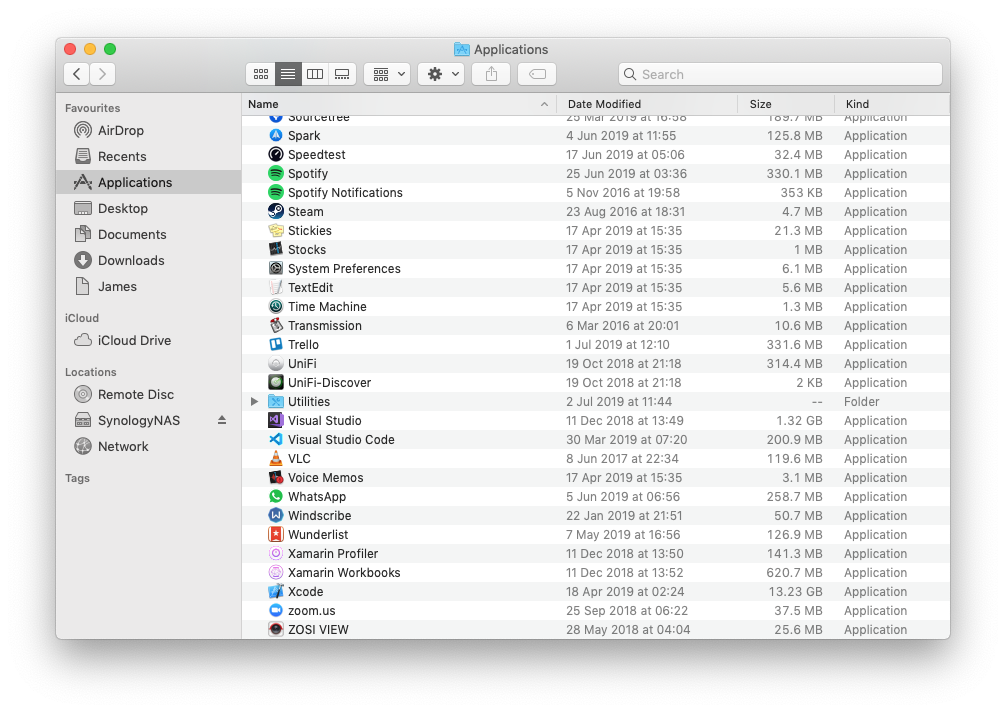 Applications
Search
Favourites
AirDrop
Recents
Applications
Desktop
Documents
Downloads
James
iCloud
iCloud Drive
Locations
Remote Disc
SynologyNAS
Network
Tags
Name Date Modified Size Kind
Sourcetree 25 Mar 2019 at 16:58 189.7 MB Application
Spark 4 Jun 2019 at 11:55 125.8 MB Application
Speedtest 17 Jun 2019 at 05:06 32.4 MB Application
Spotify 25 Jun 2019 at 03:36 330.1 MB Application
Spotify Notifications 5 Nov 2016 at 19:58 353 KB Application
Steam 23 Aug 2016 at 18:31 4.7 MB Application
Stickies 17 Apr 2019 at 15:35 21.3 MB Application
Stocks 17 Apr 2019 at 15:35 1 MB Application
System Preferences 17 Apr 2019 at 15:35 6.1 MB Application
TextEdit 17 Apr 2019 at 15:35 5.6 MB Application
Time Machine 17 Apr 2019 at 15:35 1.3 MB Application
Transmission 6 Mar 2016 at 20:01 10.6 MB Application
Trello 1 Jul 2019 at 12:10 331.6 MB Application
UniFi 19 Oct 2018 at 21:18 314.4 MB Application
UniFi-Discover 19 Oct 2018 at 21:18 2 KB Application
Utilities 2 Jul 2019 at 11:44 -- Folder
Visual Studio 11 Dec 2018 at 13:49 1.32 GB Application
Visual Studio Code 30 Mar 2019 at 07:20 200.9 MB Application
VLC 8 Jun 2017 at 22:34 119.6 MB Application
Voice Memos 17 Apr 2019 at 15:35 3.1 MB Application
WhatsApp 5 Jun 2019 at 06:56 258.7 MB Application
Windscribe 22 Jan 2019 at 21:51 50.7 MB Application
Wunderlist 7 May 2019 at 16:56 126.9 MB Application
Xamarin Profiler 11 Dec 2018 at 13:50 141.3 MB Application
Xamarin Workbooks 11 Dec 2018 at 13:52 620.7 MB Application
Xcode 18 Apr 2019 at 02:24 13.23 GB Application
zoom.us 25 Sep 2018 at 06:22 37.5 MB Application
ZOSI VIEW 28 May 2018 at 04:04 25.6 MB Application